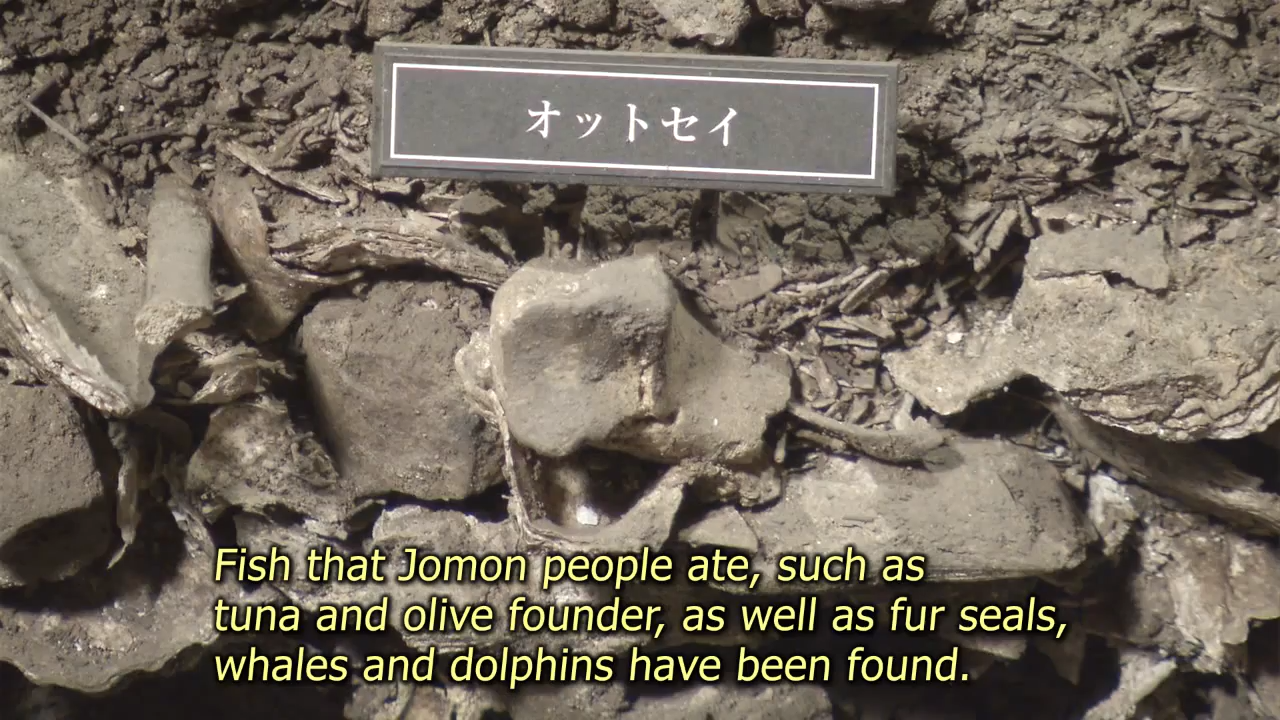 オットセイ
Fish that Jomon people ate, such as
tuna and olive founder, as well as fur seals,
whales and dolphins have been found.